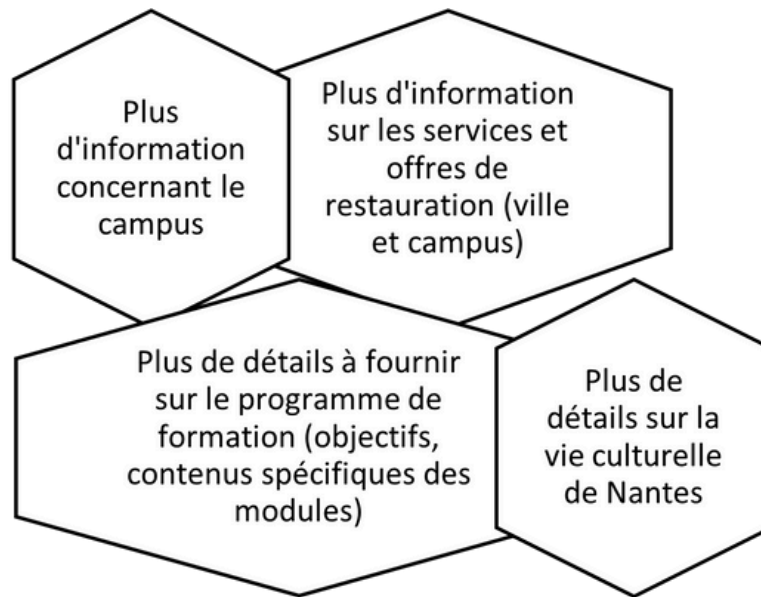 Plus
d'information
concernant le
campus
Plus d'information
sur les services et
offres de
restauration (ville
et campus)
Plus de détails à fournir
sur le programme de
formation (objectifs,
contenus spécifiques des
modules)
Plus de
détails sur la
vie culturelle
de Nantes